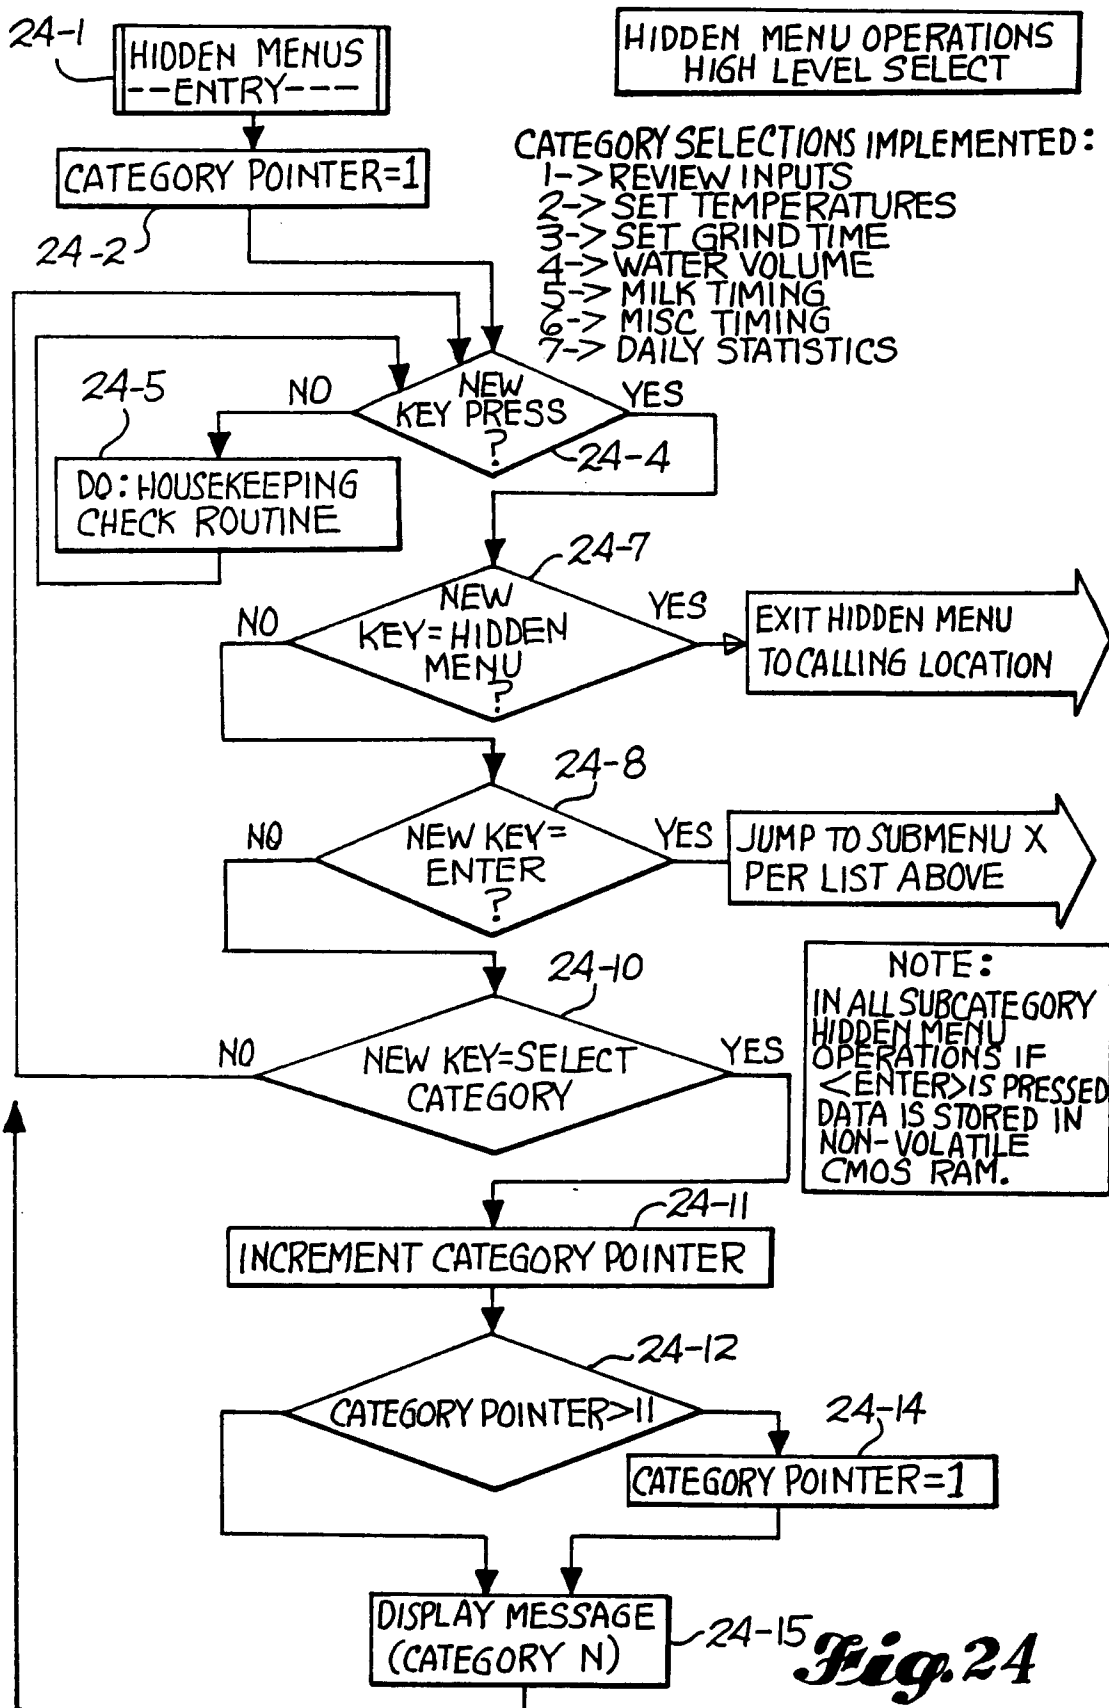 24-1
HIDDEN MENUS
--ENTRY---
HIDDEN MENU OPERATIONS
HIGH LEVEL SELECT
CATEGORY POINTER=1
24-2
CATEGORY SELECTIONS IMPLEMENTED:
1-> REVIEW INPUTS
2-> SET TEMPERATURES
3-> SET GRIND TIME
4-> WATER VOLUME
5-> MILK TIMING
6-> MISC TIMING
7-> DAILY STATISTICS
24-5
NO
NEW
KEY PRESS
?
YES
24-4
DO: HOUSEKEEPING
CHECK ROUTINE
24-7
NO
NEW
KEY=HIDDEN
MENU
?
YES
EXIT HIDDEN MENU
TO CALLING LOCATION
24-8
NO
NEW KEY=
ENTER
?
YES
JUMP TO SUBMENU X
PER LIST ABOVE
24-10
NO
NEW KEY=SELECT
CATEGORY
YES
NOTE:
IN ALL SUBCATEGORY
HIDDEN MENU
OPERATIONS IF
<ENTER> IS PRESSED
DATA IS STORED IN
NON-VOLATILE
CMOS RAM.
24-11
INCREMENT CATEGORY POINTER
24-12
CATEGORY POINTER>11
24-14
CATEGORY POINTER=1
DISPLAY MESSAGE
(CATEGORY N)
24-15
Fig.24